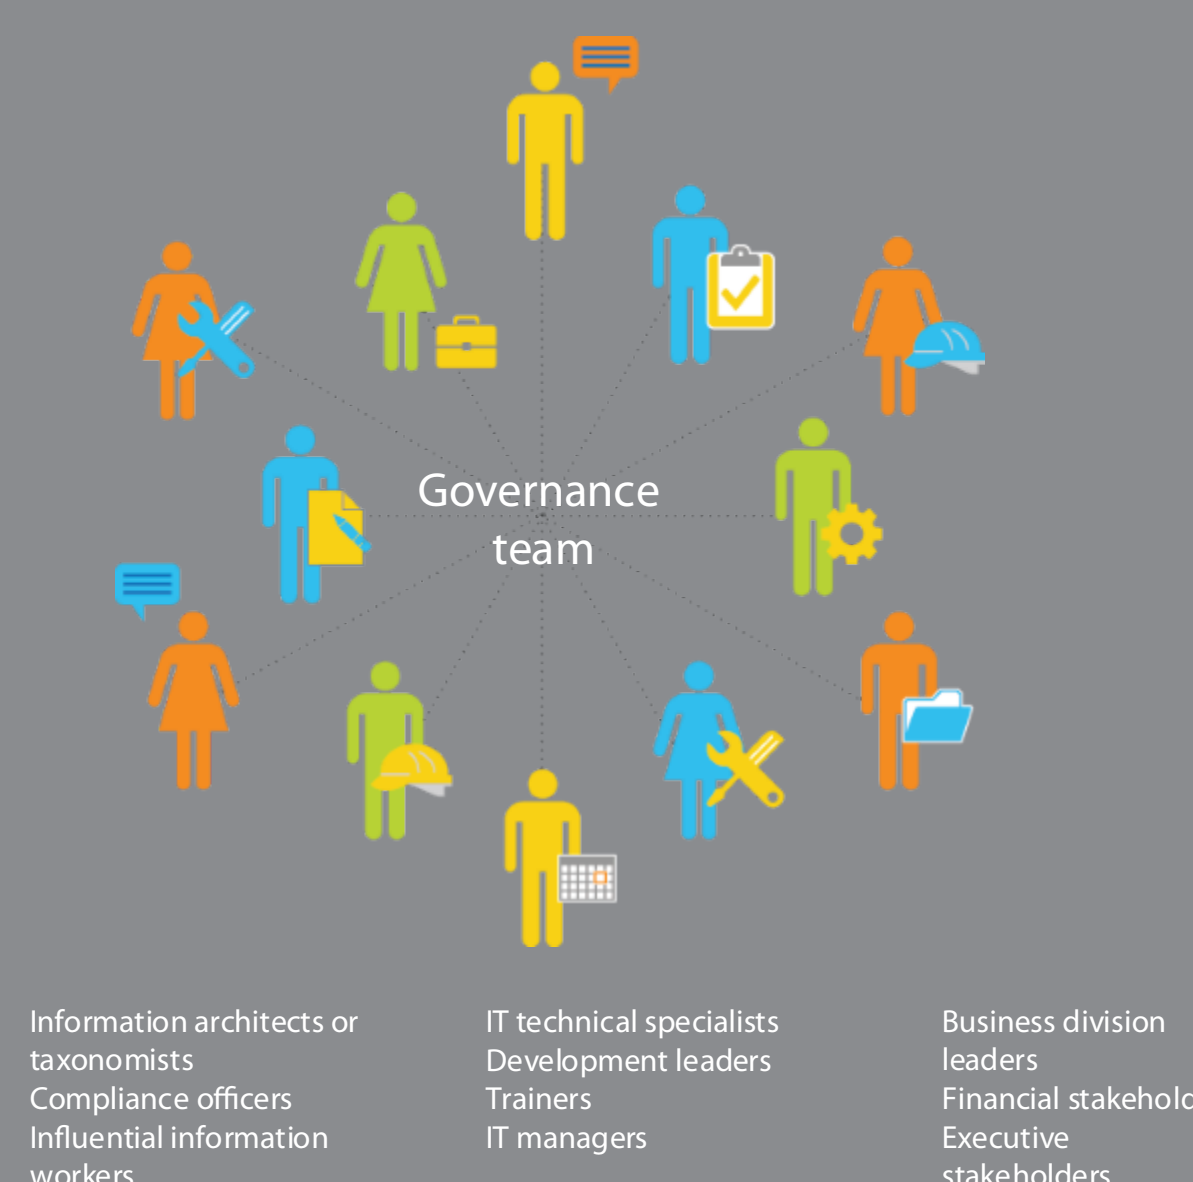 Governance
team
Information architects or
taxonomists
Compliance officers
Influential information
workers
IT technical specialists
Development leaders
Trainers
IT managers
Business division
leaders
Financial
Executive
stakeholders